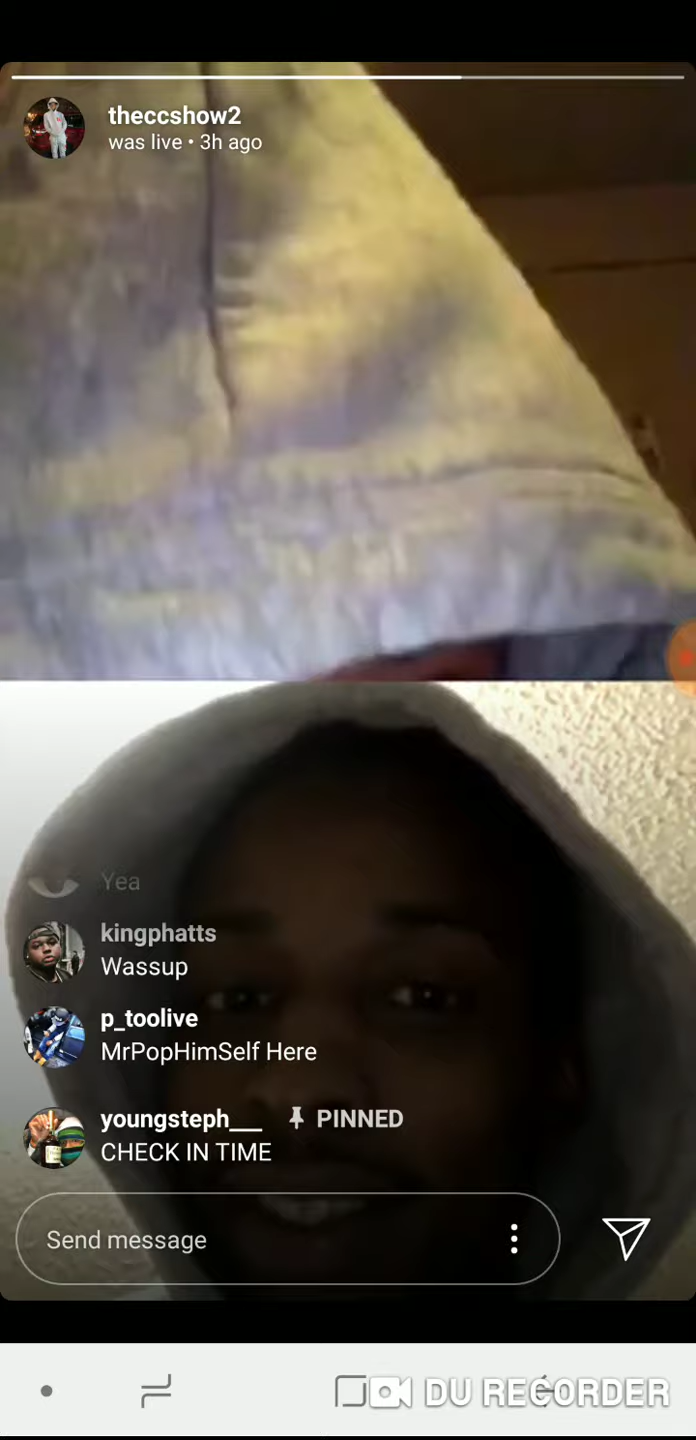 theccshow2
was live • 3h ago
Yea
kingphatts
Wassup
p_toolive
MrPopHimSelf Here
youngsteph___ PINNED
CHECK IN TIME
Send message
DU RECORDER